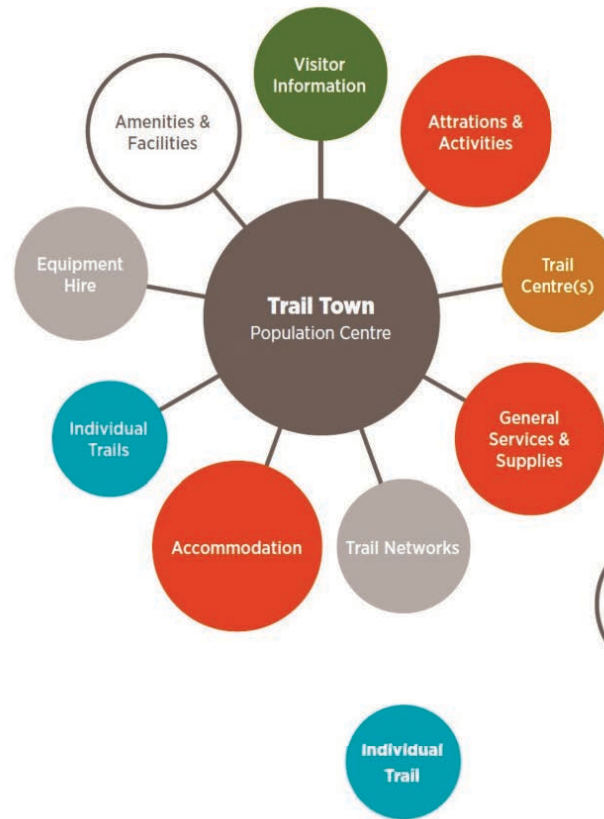 Visitor
Information
Amenities &
Facilities
Attrations &
Activities
Equipment
Hire
Trail
Centre(s)
Trail Town
Population Centre
Individual
Trails
General
Services &
Supplies
Accommodation
Trail Networks
Individual
Trail